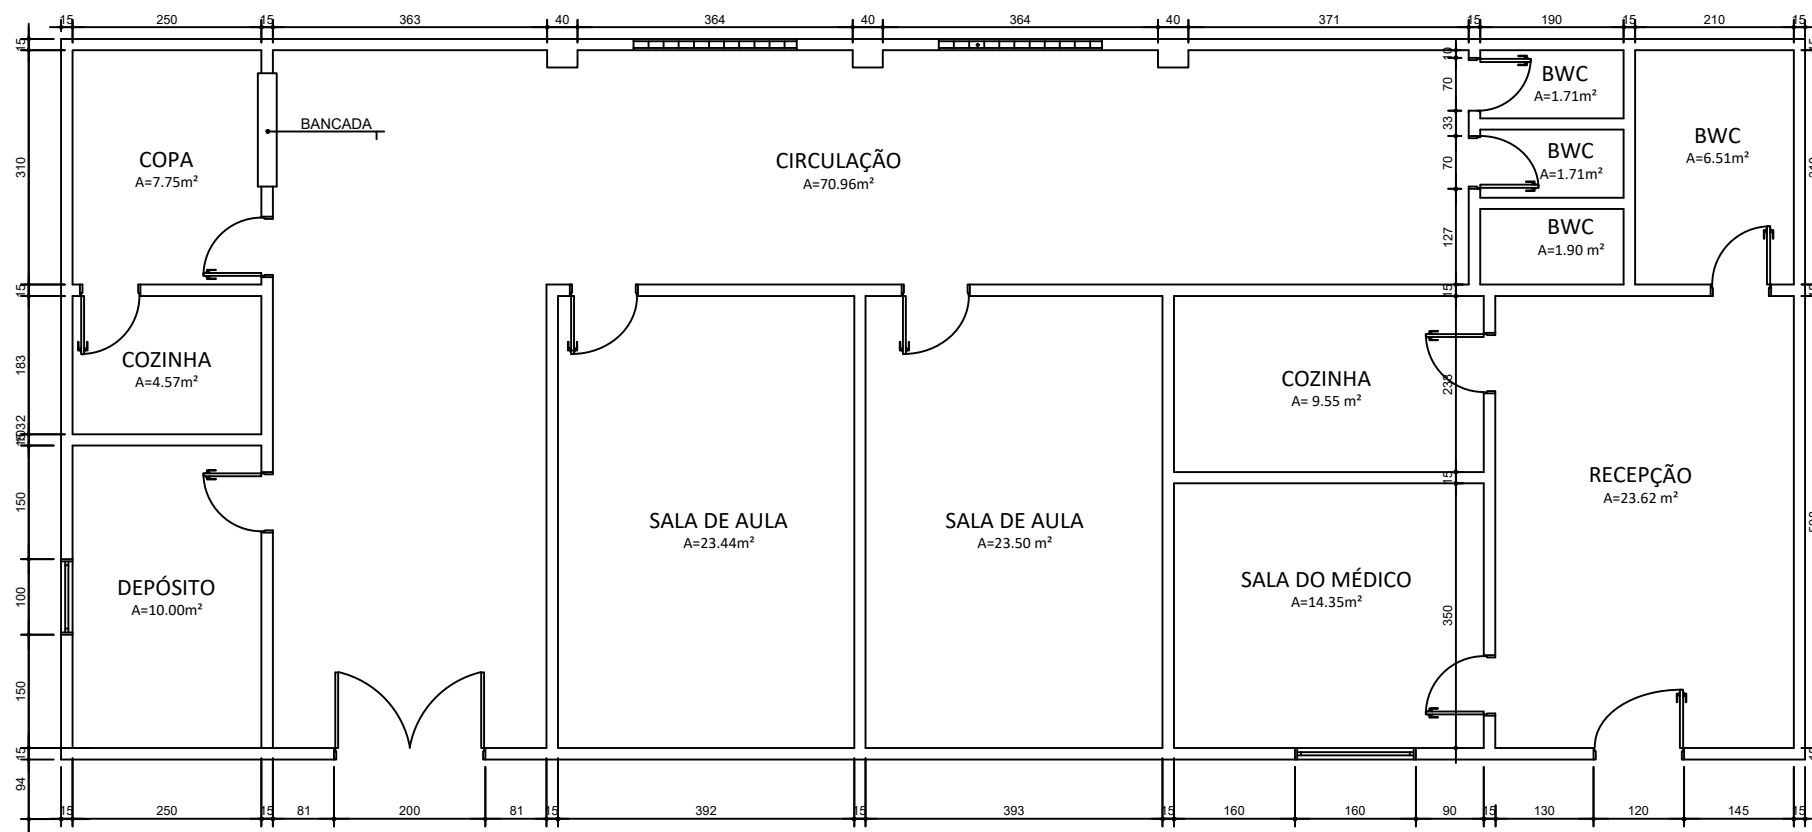 15 250 15 363 40 364 40 364 40 371 15 190 15 210 15
15
10
15
BWC
A=1.71m²
70
BANCADA
33
BWC
A=6.51m²
COPA
A=7.75m²
CIRCULAÇÃO
A=70.96m²
BWC
A=1.71m²
310
70
BWC
A=1.90 m²
127
15
15
15
COZINHA
A=4.57m²
183
COZINHA
A= 9.55 m²
32
15
RECEPÇÃO
A=23.62 m²
150
SALA DE AULA
A=23.44m²
SALA DE AULA
A=23.50 m²
DEPÓSITO
A=10.00m²
SALA DO MÉDICO
A=14.35m²
100
350
150
15
15
94
15 250 15 81 200 81 15 392 15 393 15 160 160 90 15 130 120 145 15